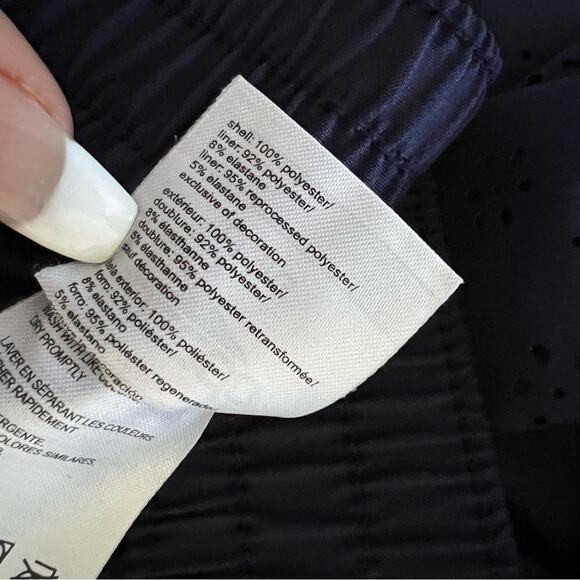 shell: 100% polyester/
liner: 92% polyester/
8% elastane
liner: 95% reprocessed polyester/
5% elastane
exclusive of decoration
extérieur: 100% polyester/
doublure: 92% polyester/
8% élasthanne
doublure: 95% polyester retransformée/
5% élasthanne
sauf décoration
tela exterior: 100% poliéster/
forro: 92% poliéster/
8% elastano
forro: 95% poliéster regenerado
5% elastano
WASH WITH LIKE
DRY PROMPTLY
LAVER EN SÉPARANT LES COULEURS
RAPIDEMENT
COLORES SIMILARES.